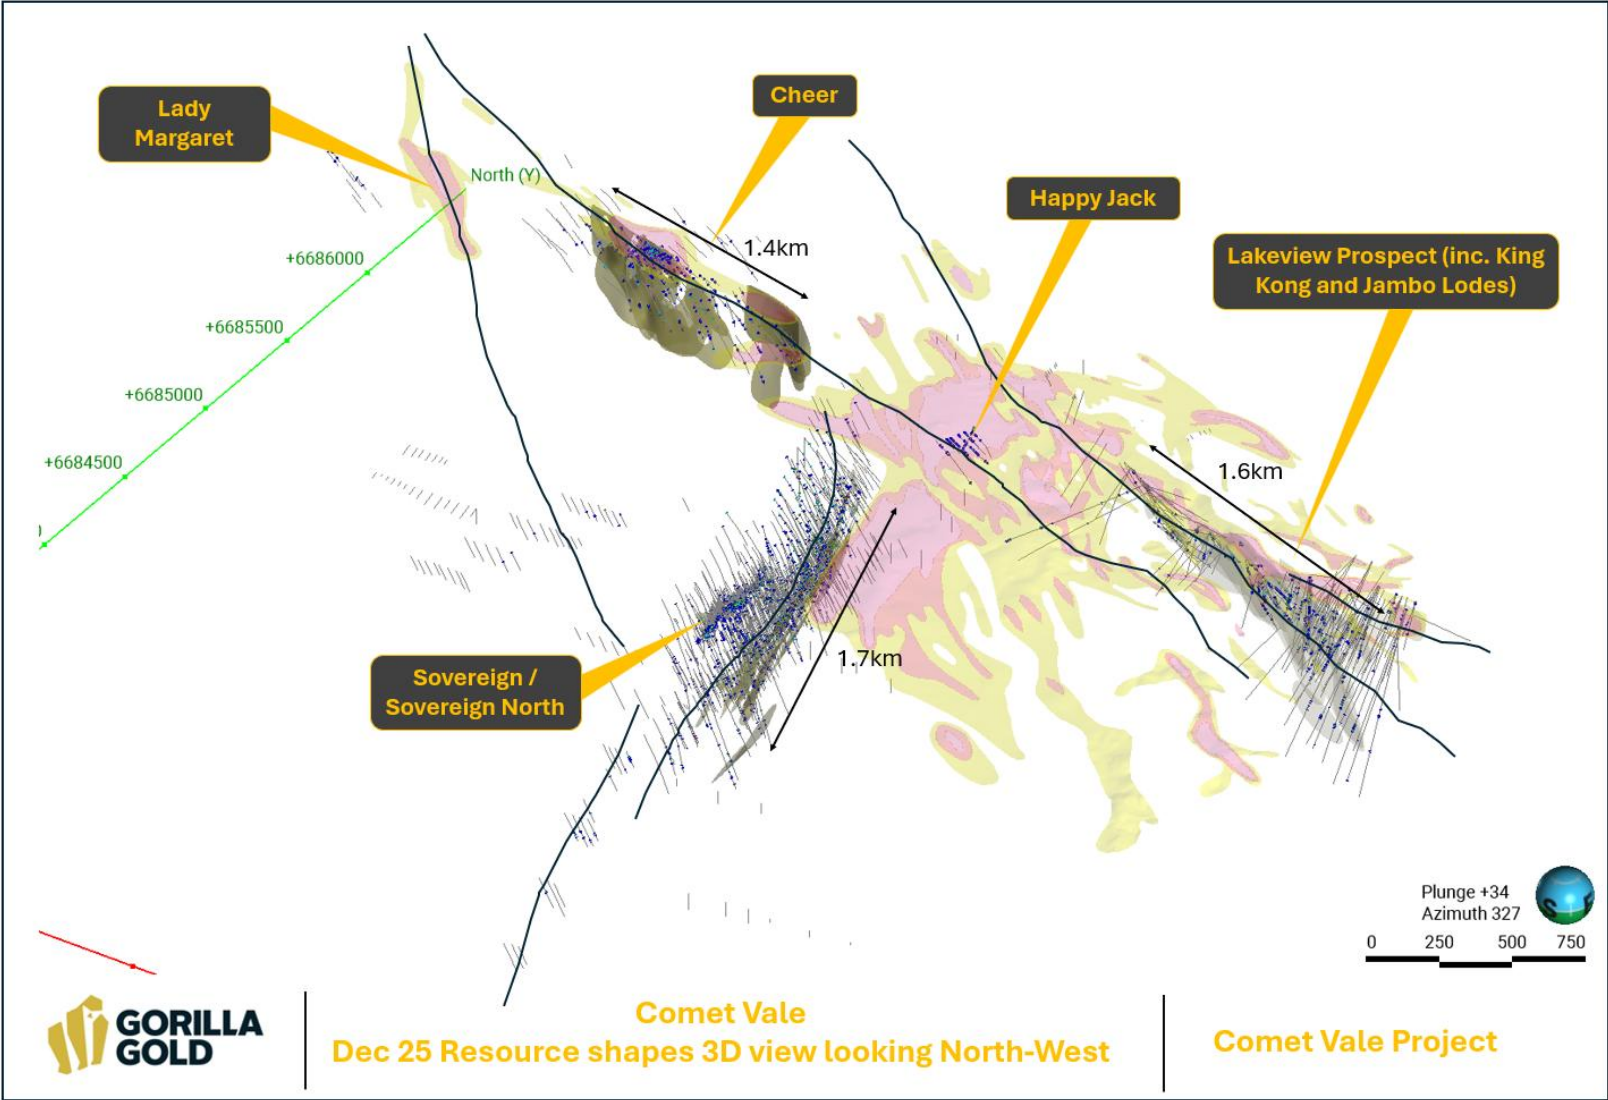 Lady
Margaret
Cheer
Happy Jack
Lakeview Prospect (inc. King
Kong and Jambo Lodes)
North (Y)
+6686000
+6685500
+6685000
+6684500
1.4km
1.6km
1.7km
Sovereign /
Sovereign North
Plunge +34
Azimuth 327
S E
0 250 500 750
GORILLA
GOLD
Comet Vale
Dec 25 Resource shapes 3D view looking North-West
Comet Vale Project